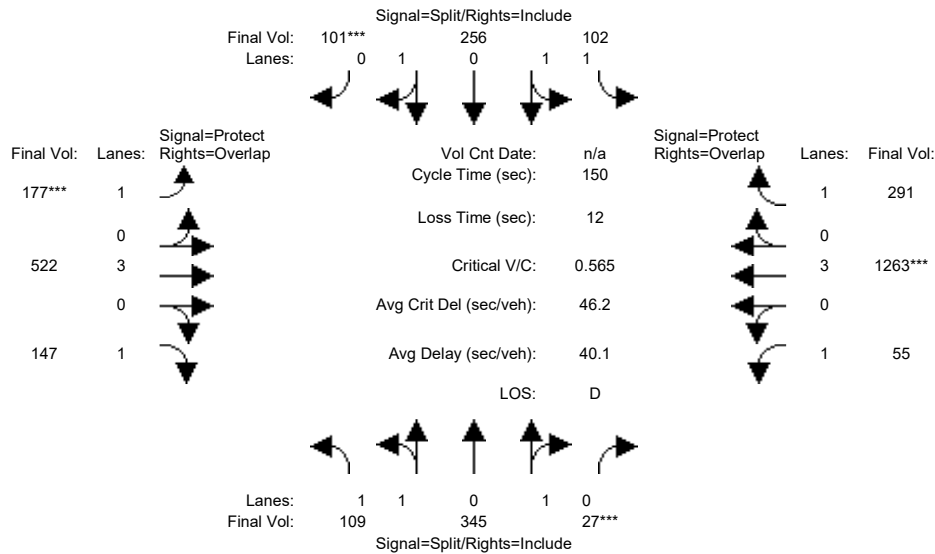 Signal=Split/Rights=Include
Final Vol: 101*** 256 102
Lanes: 0 1 0 1 1
Signal=Protect Signal=Protect
Final Vol: Lanes: Rights=Overlap Vol Cnt Date: n/a Rights=Overlap Lanes: Final Vol:
Cycle Time (sec): 150
177*** 1 1 291
Loss Time (sec): 12
0 0
522 3 Critical V/C: 0.565 3 1263***
0 Avg Crit Del (sec/veh): 46.2 0
147 1 Avg Delay (sec/veh): 40.1 1 55
LOS: D
Lanes: 1 1 0 1 0
Final Vol: 109 345 27***
Signal=Split/Rights=Include